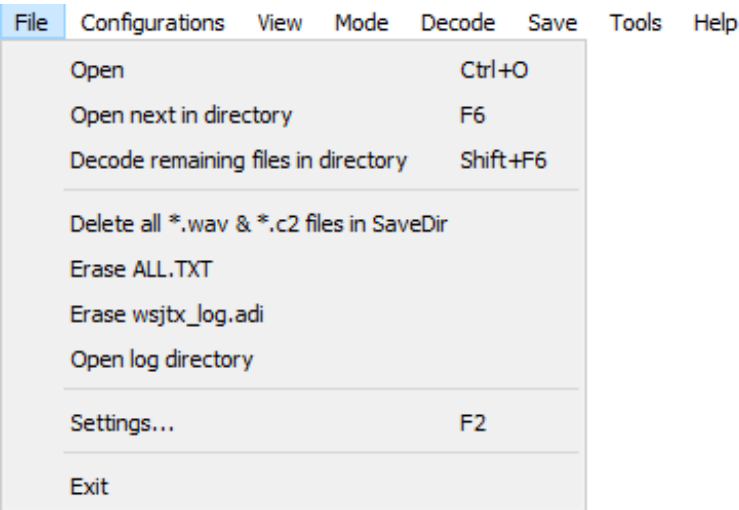 File Configurations View Mode Decode Save Tools Help
Open Ctrl+O
Open next in directory F6
Decode remaining files in directory Shift+F6
Delete all *.wav & *.c2 files in SaveDir
Erase ALL.TXT
Erase wsjtx_log.adi
Open log directory
Settings... F2
Exit